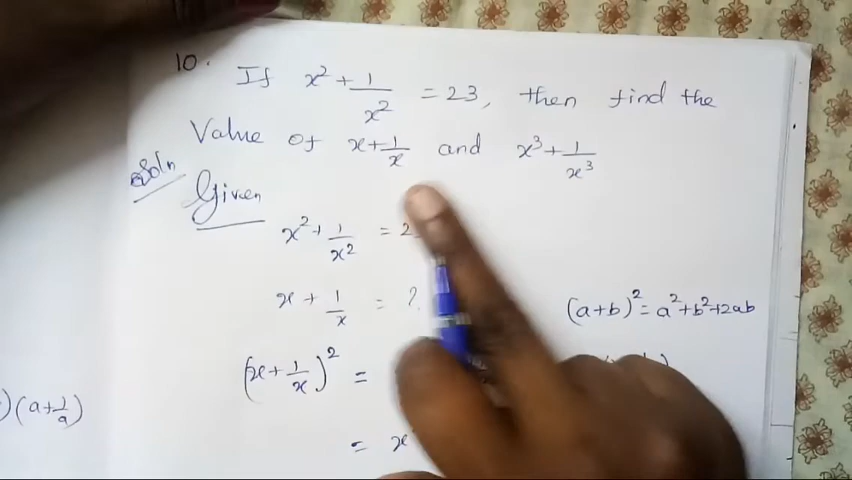 10. If x² + 1/x² = 23, then find the
Value of x + 1/x and x³ + 1/x³
Soln
Given
x² + 1/x² = 2
x + 1/x = ?
(a+b)² = a² + b² + 2ab
(x + 1/x)² =
)(a + 1/a)
= x